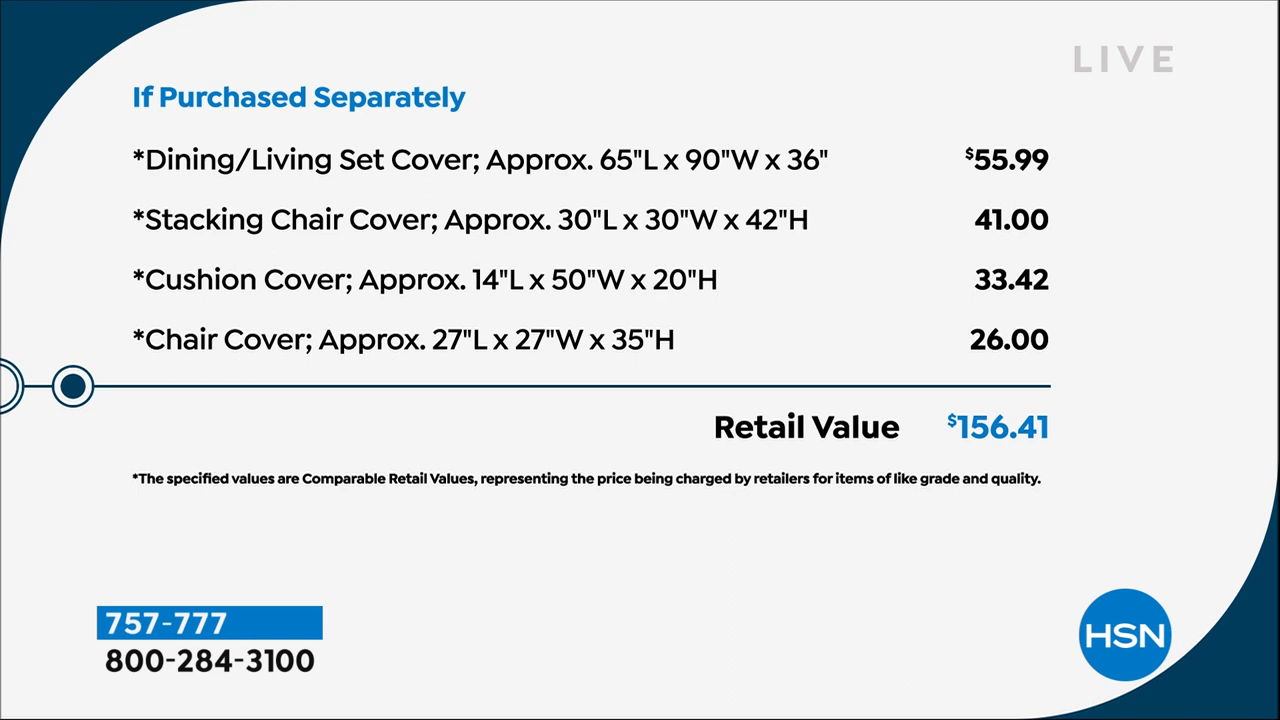 LIVE
If Purchased Separately
*Dining/Living Set Cover; Approx. 65"L x 90"W x 36" $55.99
*Stacking Chair Cover; Approx. 30"L x 30"W x 42"H 41.00
*Cushion Cover; Approx. 14"L x 50"W x 20"H 33.42
*Chair Cover; Approx. 27"L x 27"W x 35"H 26.00
Retail Value $156.41
*The specified values are Comparable Retail Values, representing the price being charged by retailers for items of like grade and quality.
757-777
800-284-3100
HSN